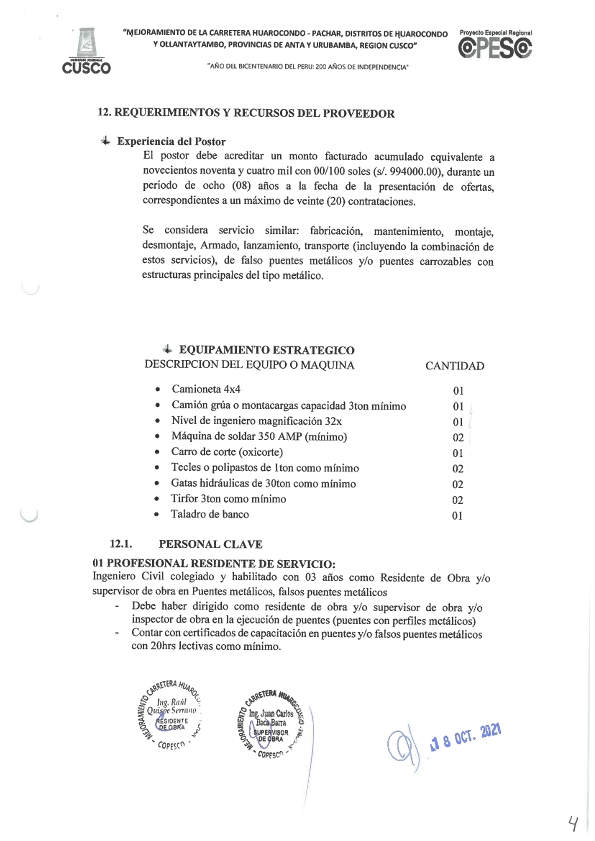 "MEJORAMIENTO DE LA CARRETERA HUAROCONDO - PACHAR, DISTRITOS DE HUAROCONDO
Y OLLANTAYTAMBO, PROVINCIAS DE ANTA Y URUBAMBA, REGION CUSCO"
"AÑO DEL BICENTENARIO DEL PERU: 200 AÑOS DE INDEPENDENCIA"
CUSCO
Proyecto Especial Regional
COPESCO
12. REQUERIMIENTOS Y RECURSOS DEL PROVEEDOR
Experiencia del Postor
El postor debe acreditar un monto facturado acumulado equivalente a
novecientos noventa y cuatro mil con 00/100 soles (s/. 994000.00), durante un
período de ocho (08) años a la fecha de la presentación de ofertas,
correspondientes a un máximo de veinte (20) contrataciones.
Se considera servicio similar: fabricación, mantenimiento, montaje,
desmontaje, Armado, lanzamiento, transporte (incluyendo la combinación de
estos servicios), de falso puentes metálicos y/o puentes carrozables con
estructuras principales del tipo metálico.
EQUIPAMIENTO ESTRATEGICO
DESCRIPCION DEL EQUIPO O MAQUINA CANTIDAD
• Camioneta 4x4 01
• Camión grúa o montacargas capacidad 3ton mínimo 01
• Nivel de ingeniero magnificación 32x 01
• Máquina de soldar 350 AMP (mínimo) 02
• Carro de corte (oxicorte) 01
• Tecles o polipastos de 1ton como mínimo 02
• Gatas hidráulicas de 30ton como mínimo 02
• Tirfor 3ton como mínimo 02
• Taladro de banco 01
12.1. PERSONAL CLAVE
01 PROFESIONAL RESIDENTE DE SERVICIO:
Ingeniero Civil colegiado y habilitado con 03 años como Residente de Obra y/o
supervisor de obra en Puentes metálicos, falsos puentes metálicos
- Debe haber dirigido como residente de obra y/o supervisor de obra y/o
inspector de obra en la ejecución de puentes (puentes con perfiles metálicos)
- Contar con certificados de capacitación en puentes y/o falsos puentes metálicos
con 20hrs lectivas como mínimo.
MEJORAMIENTO CARRETERA HUAROC
Ing. Raúl
Quispe Serrano
RESIDENTE
DE OBRA
- COPESCO -
MEJORAMIENTO CARRETERA HUAROCONDO
Ing. Juan Carlos
Baca Barra
SUPERVISOR
DE OBRA
- COPESCO -
18 OCT. 2021
4